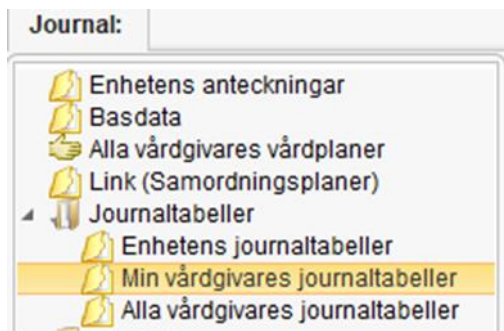 Journal:
Enhetens anteckningar
Basdata
Alla vårdgivares vårdplaner
Link (Samordningsplaner)
Journaltabeller
Enhetens journaltabeller
Min vårdgivares journaltabeller
Alla vårdgivares journaltabeller